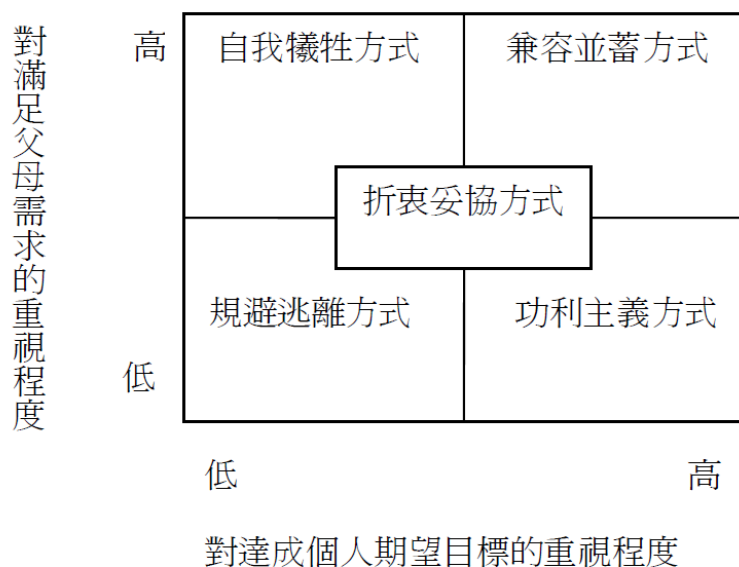 對滿足父母需求的重視程度
高
自我犧牲方式
兼容並蓄方式
折衷妥協方式
規避逃離方式
功利主義方式
低
低
高
對達成個人期望目標的重視程度